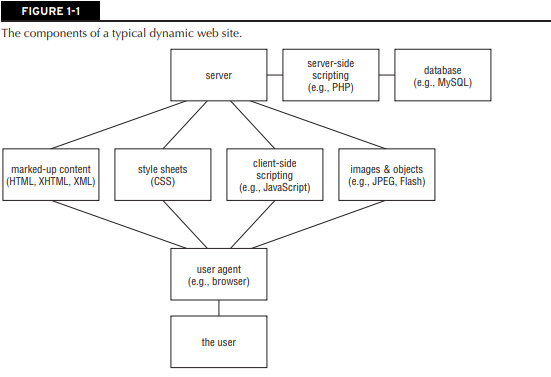 FIGURE 1-1
The components of a typical dynamic web site.
server
server-side
scripting
(e.g., PHP)
database
(e.g., MySQL)
marked-up content
(HTML, XHTML, XML)
style sheets
(CSS)
client-side
scripting
(e.g., JavaScript)
images & objects
(e.g., JPEG, Flash)
user agent
(e.g., browser)
the user